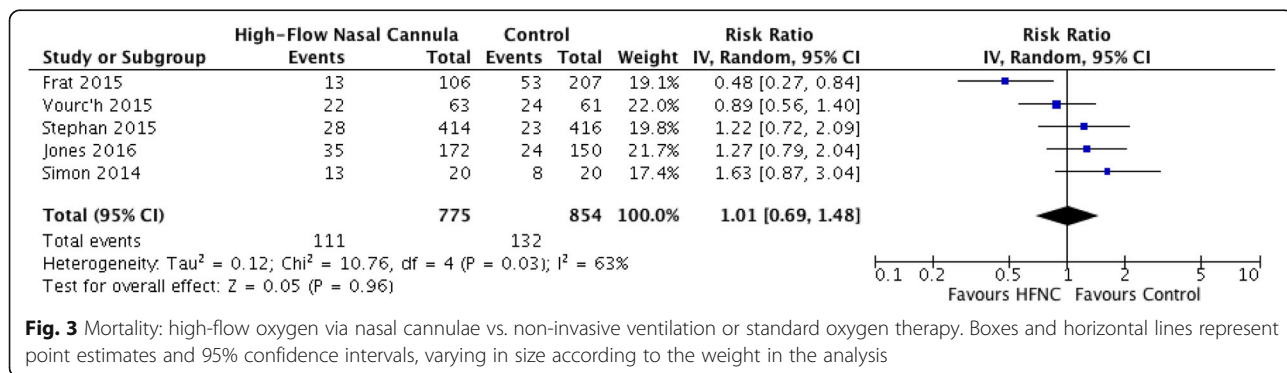 High-Flow Nasal Cannula Control Risk Ratio Risk Ratio
Study or Subgroup Events Total Events Total Weight IV, Random, 95% CI IV, Random, 95% CI
Frat 2015 13 106 53 207 19.1% 0.48 [0.27, 0.84]
Vourc'h 2015 22 63 24 61 22.0% 0.89 [0.56, 1.40]
Stephan 2015 28 414 23 416 19.8% 1.22 [0.72, 2.09]
Jones 2016 35 172 24 150 21.7% 1.27 [0.79, 2.04]
Simon 2014 13 20 8 20 17.4% 1.63 [0.87, 3.04]
Total (95% CI) 775 854 100.0% 1.01 [0.69, 1.48]
Total events 111 132
Heterogeneity: Tau² = 0.12; Chi² = 10.76, df = 4 (P = 0.03); I² = 63%
Test for overall effect: Z = 0.05 (P = 0.96)
0.1 0.2 0.5 1 2 5 10
Favours HFNC Favours Control
Fig. 3 Mortality: high-flow oxygen via nasal cannulae vs. non-invasive ventilation or standard oxygen therapy. Boxes and horizontal lines represent
point estimates and 95% confidence intervals, varying in size according to the weight in the analysis